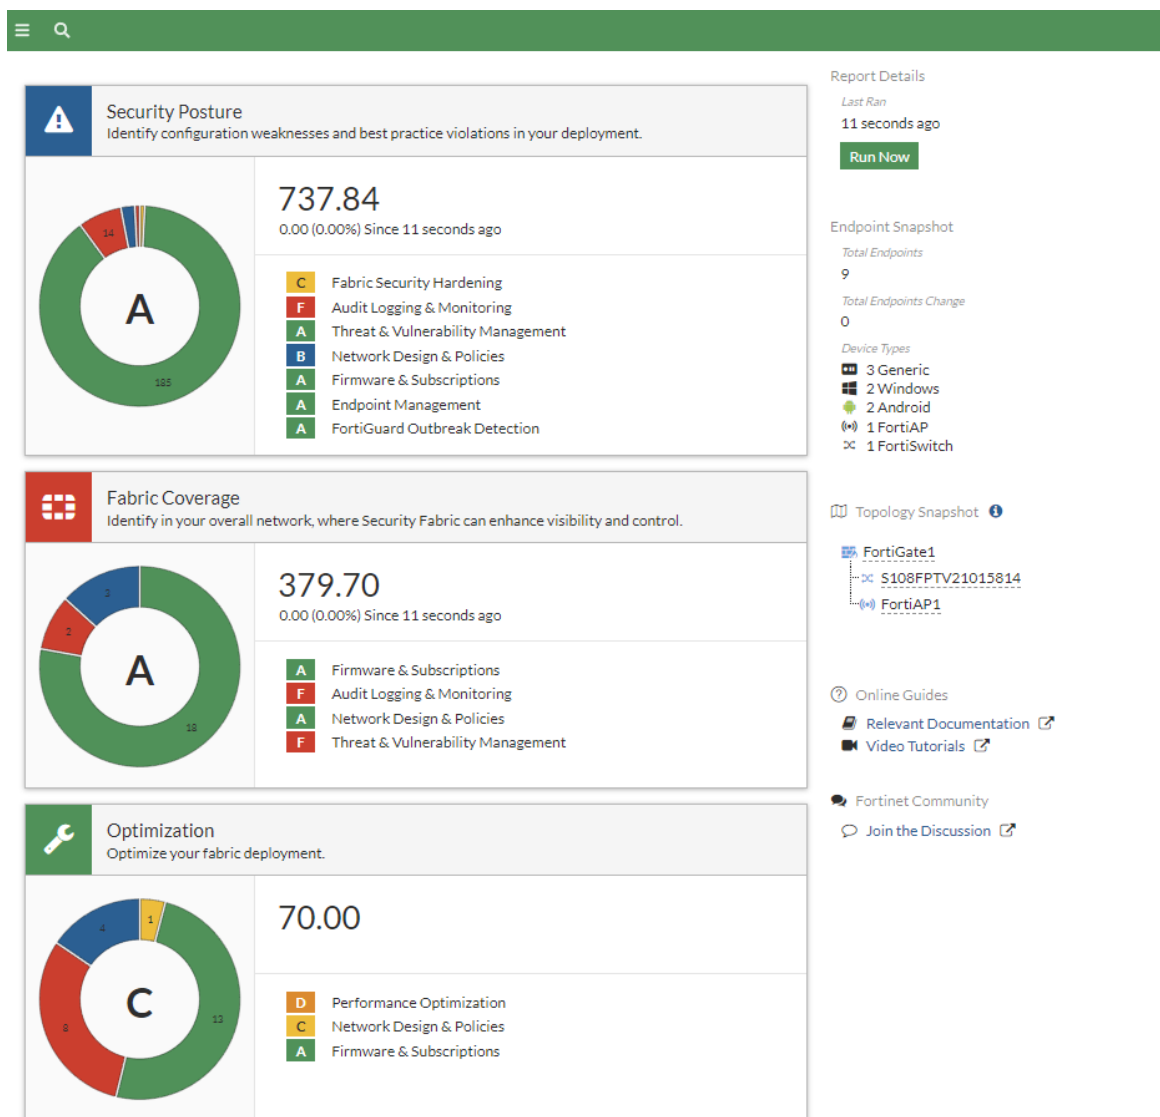 Security Posture
Identify configuration weaknesses and best practice violations in your deployment.
14
185
A
737.84
0.00 (0.00%) Since 11 seconds ago
C Fabric Security Hardening
F Audit Logging & Monitoring
A Threat & Vulnerability Management
B Network Design & Policies
A Firmware & Subscriptions
A Endpoint Management
A FortiGuard Outbreak Detection
Fabric Coverage
Identify in your overall network, where Security Fabric can enhance visibility and control.
3
2
18
A
379.70
0.00 (0.00%) Since 11 seconds ago
A Firmware & Subscriptions
F Audit Logging & Monitoring
A Network Design & Policies
F Threat & Vulnerability Management
Optimization
Optimize your fabric deployment.
4
1
8
13
C
70.00
D Performance Optimization
C Network Design & Policies
A Firmware & Subscriptions
Report Details
Last Ran
11 seconds ago
Run Now
Endpoint Snapshot
Total Endpoints
9
Total Endpoints Change
0
Device Types
3 Generic
2 Windows
2 Android
1 FortiAP
1 FortiSwitch
Topology Snapshot
FortiGate1
S108FPTV21015814
FortiAP1
Online Guides
Relevant Documentation
Video Tutorials
Fortinet Community
Join the Discussion